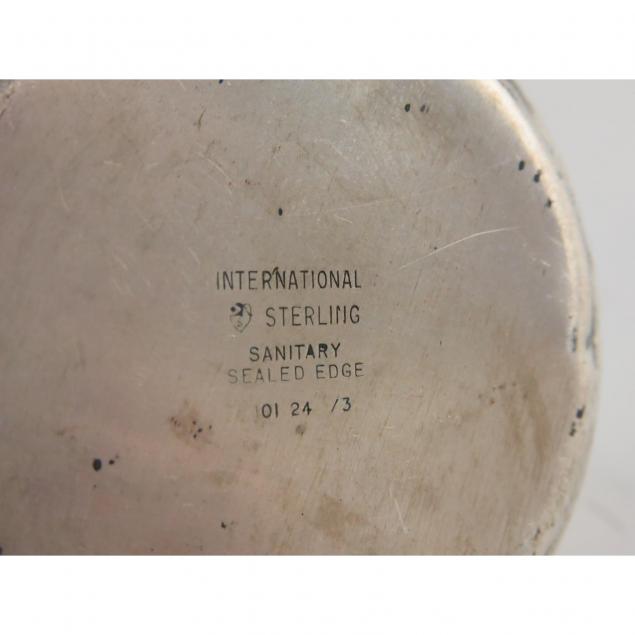 INTERNATIONAL
STERLING
SANITARY
SEALED EDGE
101 24 /3